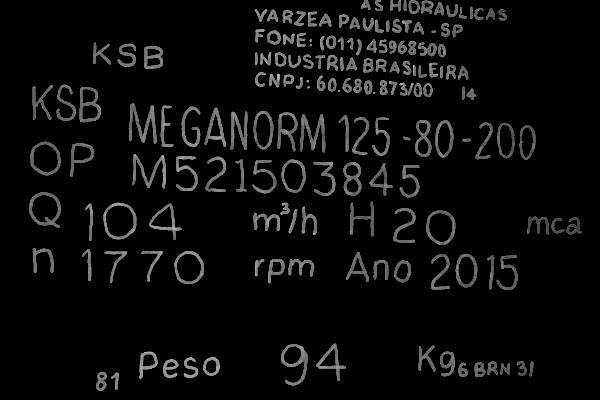 AS HIDRAULICAS
VARZEA PAULISTA - SP
FONE: (011) 45968500
INDUSTRIA BRASILEIRA
CNPJ: 60.680.873/00 14
KSB
KSB MEGANORM 125-80-200
OP M521503845
Q 104 m³/h H 20 mca
n 1770 rpm Ano 2015
81 Peso 94 Kg 6 BRN 31